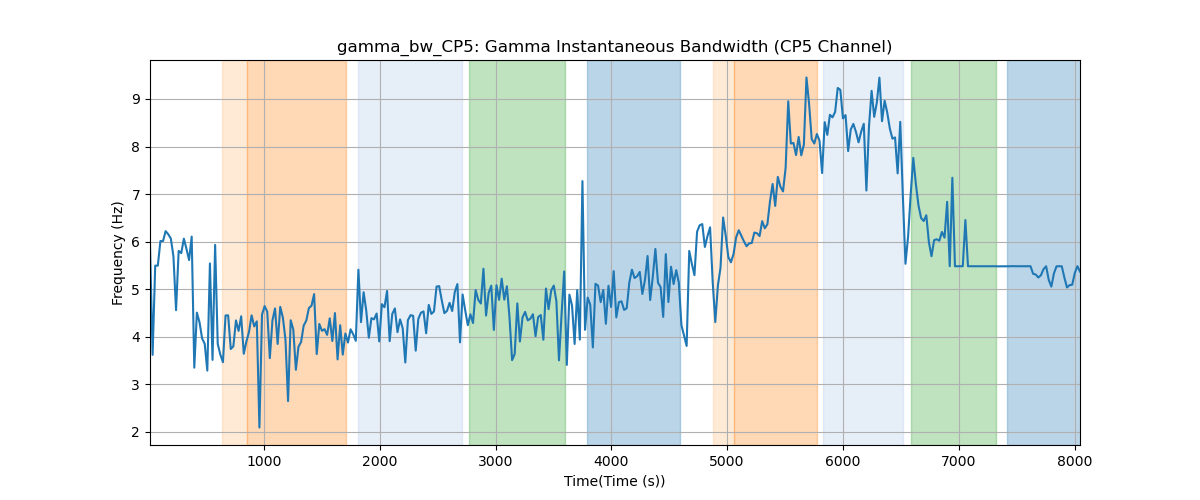 gamma_bw_CP5: Gamma Instantaneous Bandwidth (CP5 Channel)
Frequency (Hz)
9
8
7
6
5
4
3
2
1000 2000 3000 4000 5000 6000 7000 8000
Time(Time (s))